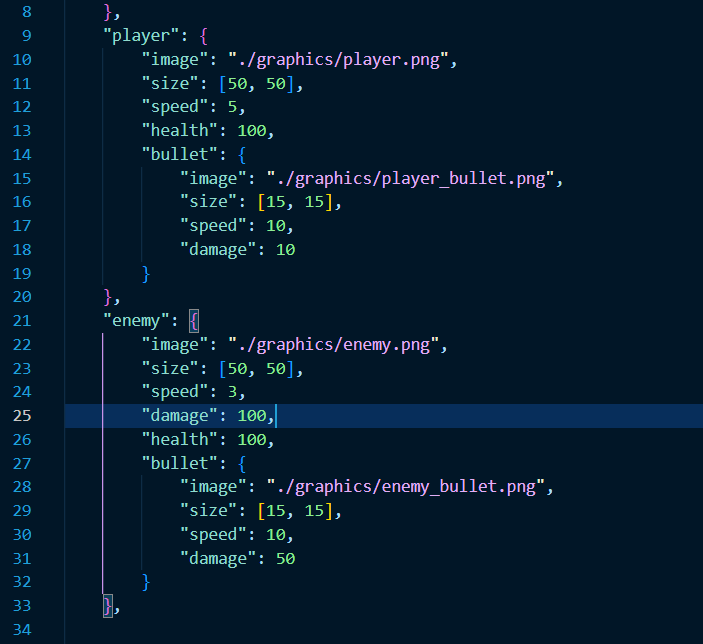 8 },
9 "player": {
10 "image": "./graphics/player.png",
11 "size": [50, 50],
12 "speed": 5,
13 "health": 100,
14 "bullet": {
15 "image": "./graphics/player_bullet.png",
16 "size": [15, 15],
17 "speed": 10,
18 "damage": 10
19 }
20 },
21 "enemy": {
22 "image": "./graphics/enemy.png",
23 "size": [50, 50],
24 "speed": 3,
25 "damage": 100,
26 "health": 100,
27 "bullet": {
28 "image": "./graphics/enemy_bullet.png",
29 "size": [15, 15],
30 "speed": 10,
31 "damage": 50
32 }
33 },
34